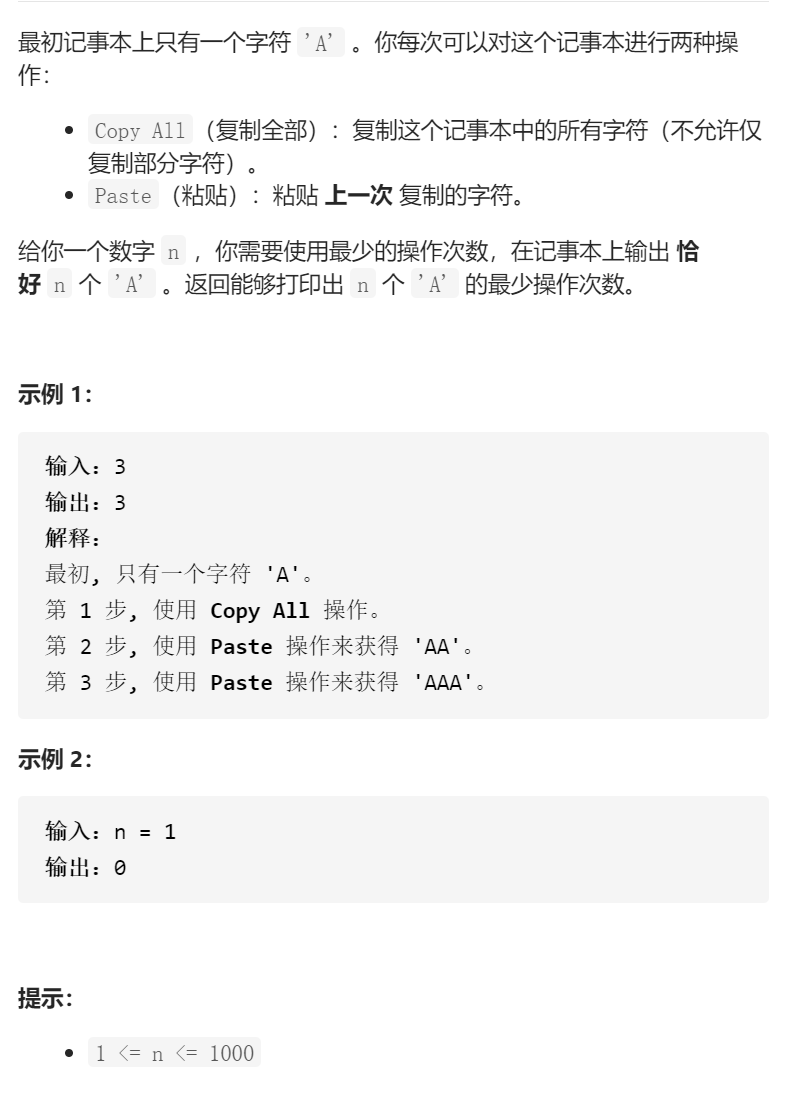 最初记事本上只有一个字符 'A' 。你每次可以对这个记事本进行两种操
作：
Copy All（复制全部）：复制这个记事本中的所有字符（不允许仅
复制部分字符）。
Paste（粘贴）：粘贴 上一次 复制的字符。
给你一个数字 n ，你需要使用最少的操作次数，在记事本上输出 恰
好 n 个 'A' 。返回能够打印出 n 个 'A' 的最少操作次数。
示例 1：
输入：3
输出：3
解释：
最初, 只有一个字符 'A'。
第 1 步, 使用 Copy All 操作。
第 2 步, 使用 Paste 操作来获得 'AA'。
第 3 步, 使用 Paste 操作来获得 'AAA'。
示例 2：
输入：n = 1
输出：0
提示：
1 <= n <= 1000